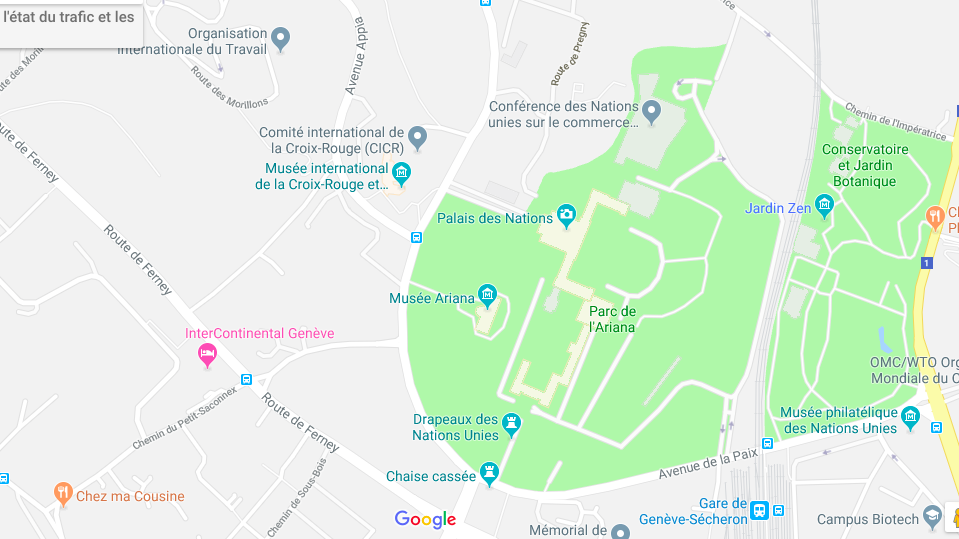 l'état du trafic et les
Organisation
Internationale du Travail
Avenue Appia
Route de Pregny
Route des Morillons
Route des Morillons
Conférence des Nations
unies sur le commerce...
Chemin de l'impératrice
Comité international de
la Croix-Rouge (CICR)
Musée international
de la Croix-Rouge et...
Conservatoire
et Jardin
Botanique
Route de Ferney
Jardin Zen
Palais des Nations
Route de Ferney
1
Musée Ariana
Parc de
l'Ariana
InterContinental Genève
OMC/WTO Org
Mondiale du C
Chemin du Petit-Saconnex
Route de Ferney
Drapeaux des
Nations Unies
Musée philatélique
des Nations Unies
Avenue de la Paix
Chaise cassée
Chemin de Sous-Bois
Chez ma Cousine
Gare de
Genève-Sécheron
Campus Biotech
Google
Mémorial de